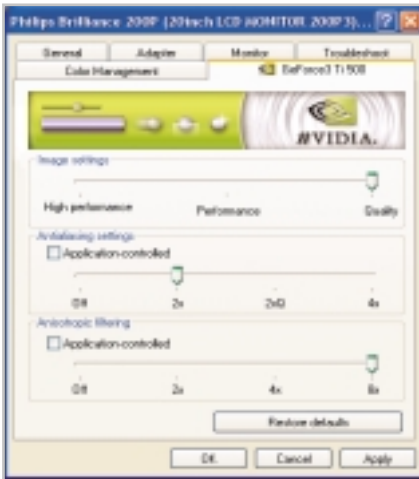 Philips Brilliance 200P (20inch LCD MONITOR 200P3)...
General Adapter Monitor Troubleshoot
Color Management GeForce3 Ti 500
nVIDIA.
Image settings
High performance Performance Quality
Antialiasing settings
Application-controlled
Off 2x 2xQ 4x
Anisotropic filtering
Application-controlled
Off 2x 4x 8x
Restore defaults
OK Cancel Apply